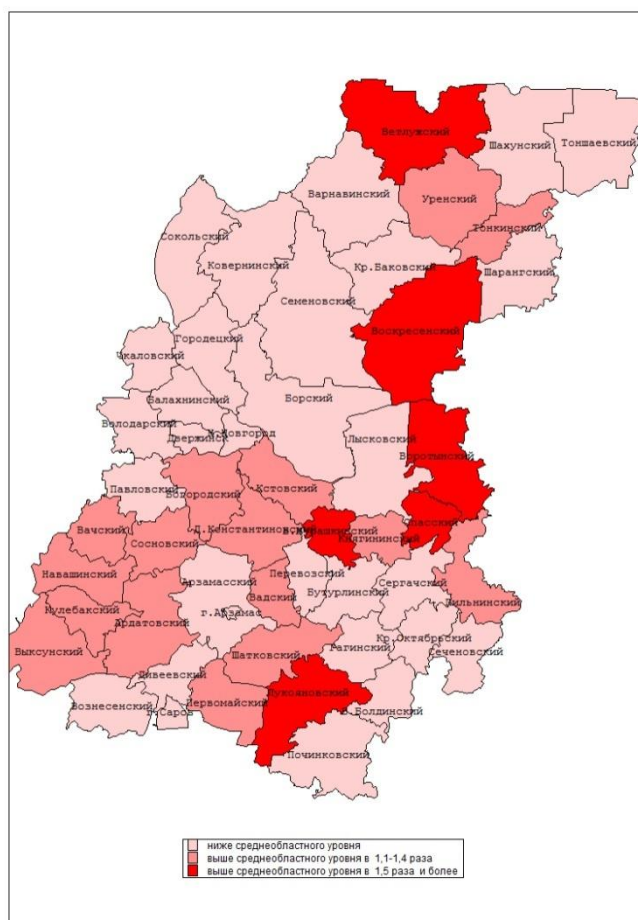 Ветлужский
Шахунский
Тоншаевский
Варнавинский
Уренский
Тонкинский
Сокольский
Ковернинский
Кр.Баковский
Шарангский
Семеновский
Воскресенский
Городецкий
Чкаловский
Балахнинский
Борский
Володарский
Дзержинск
Н.Новгород
Лысковский
Воротынский
Павловский
Богородский
Кстовский
Спасский
Вачский
Сосновский
Д.Константиновский
Княгининский
Навашинский
Арзамасский
Перевозский
Сергачский
Вадский
Бутурлинский
Пильнинский
Кулебакский
г.Арзамас
Ардатовский
Выксунский
Шатковский
Гагинский
Кр.Октябрьский
Сеченовский
Дивеевский
Лукояновский
Первомайский
Вознесенский
г.Саров
Б.Болдинский
Починковский
ниже среднеобластного уровня
выше среднеобластного уровня в 1,1-1,4 раза
выше среднеобластного уровня в 1,5 раза и более